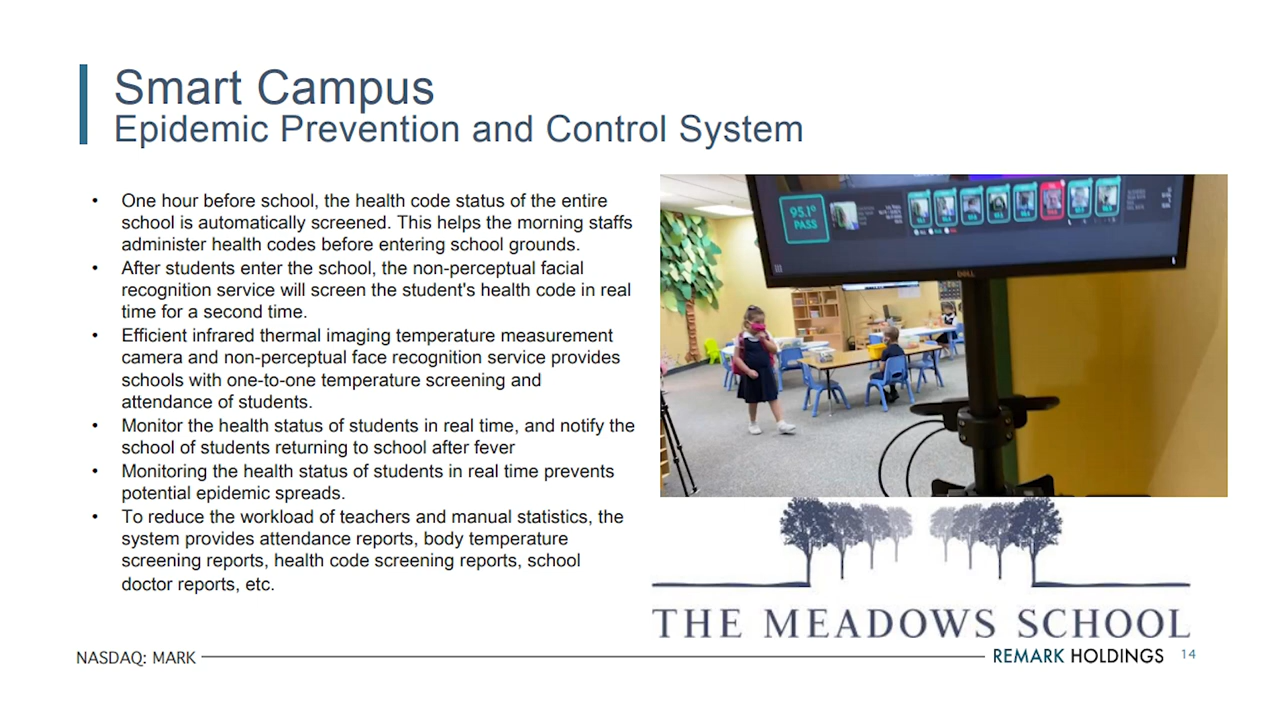 Smart Campus
Epidemic Prevention and Control System
• One hour before school, the health code status of the entire
school is automatically screened. This helps the morning staffs
administer health codes before entering school grounds.
• After students enter the school, the non-perceptual facial
recognition service will screen the student's health code in real
time for a second time.
• Efficient infrared thermal imaging temperature measurement
camera and non-perceptual face recognition service provides
schools with one-to-one temperature screening and
attendance of students.
• Monitor the health status of students in real time, and notify the
school of students returning to school after fever
• Monitoring the health status of students in real time prevents
potential epidemic spreads.
• To reduce the workload of teachers and manual statistics, the
system provides attendance reports, body temperature
screening reports, health code screening reports, school
doctor reports, etc.
95.1°
PASS
DELL
THE MEADOWS SCHOOL
NASDAQ: MARK
REMARK HOLDINGS 14